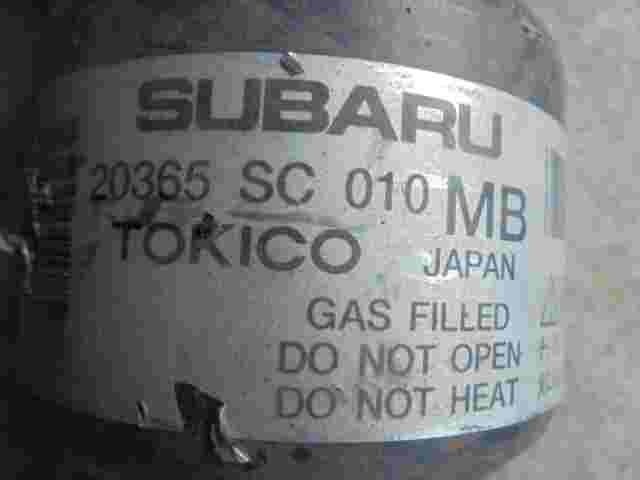 SUBARU
20365 SC 010 MB
TOKICO JAPAN
GAS FILLED
DO NOT OPEN
DO NOT HEAT